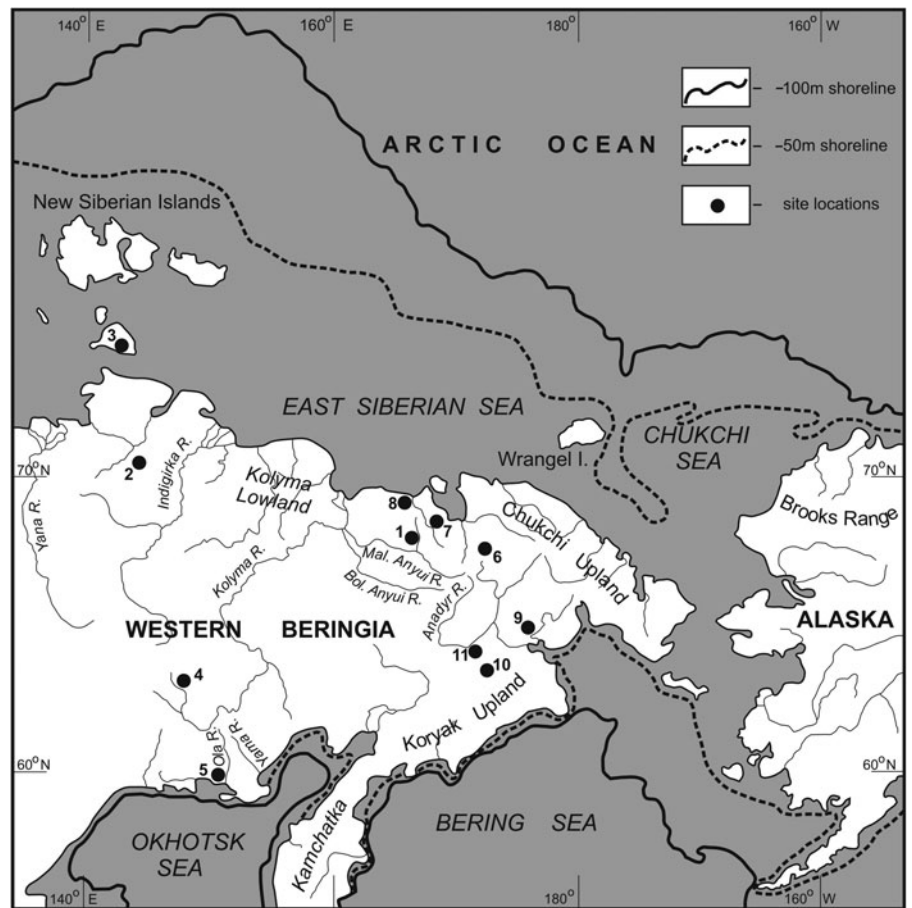 140° E
160° E
180°
160° W
-100m shoreline
-50m shoreline
site locations
ARCTIC OCEAN
New Siberian Islands
3
EAST SIBERIAN SEA
CHUKCHI
SEA
Wrangel I.
70°N
70°N
2
Indigirka R.
Yana R.
Kolyma
Lowland
8
7
1
6
Chukchi Upland
Brooks Range
Mal. Anyui R.
Bol. Anyui R.
Kolyma R.
Anadyr R.
WESTERN BERINGIA
ALASKA
9
11
10
4
Koryak Upland
Ola R.
Yama R.
5
60°N
60°N
Kamchatka
OKHOTSK
SEA
BERING SEA
140° E
180°
160° W